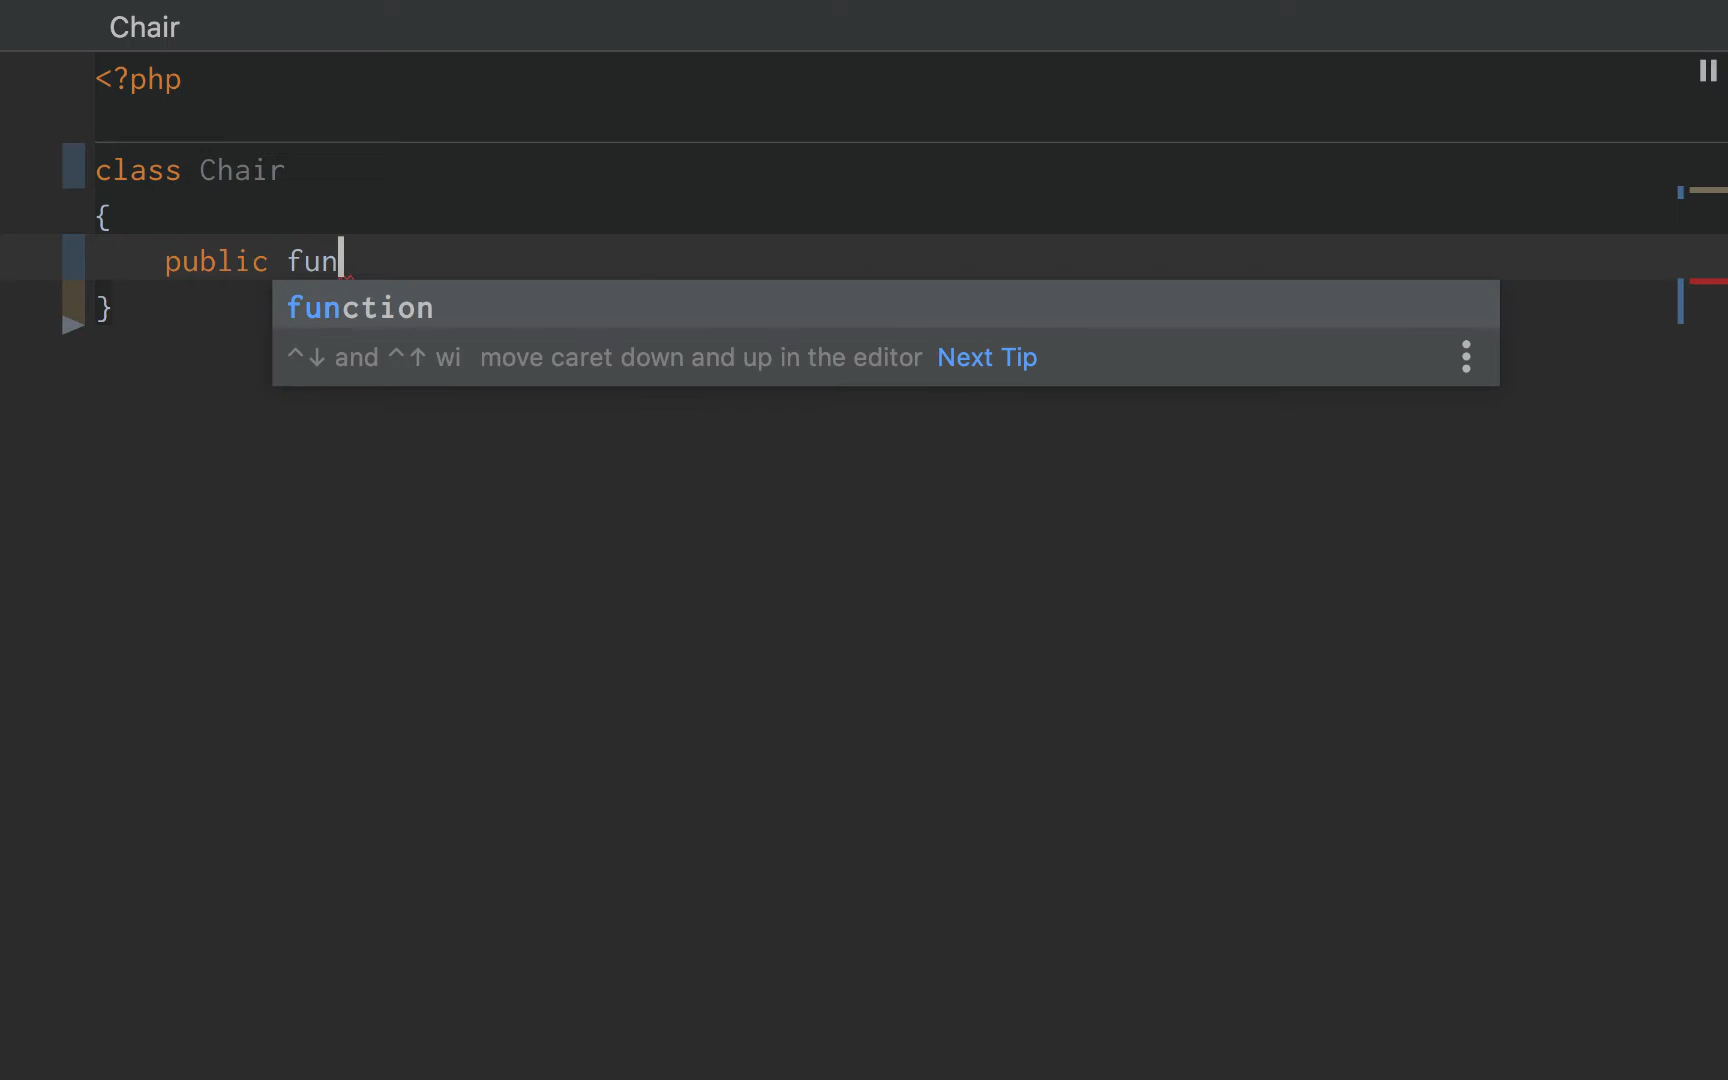 Chair
<?php
class Chair
{
public fun
function
^↓ and ^↑ wi move caret down and up in the editor Next Tip
}